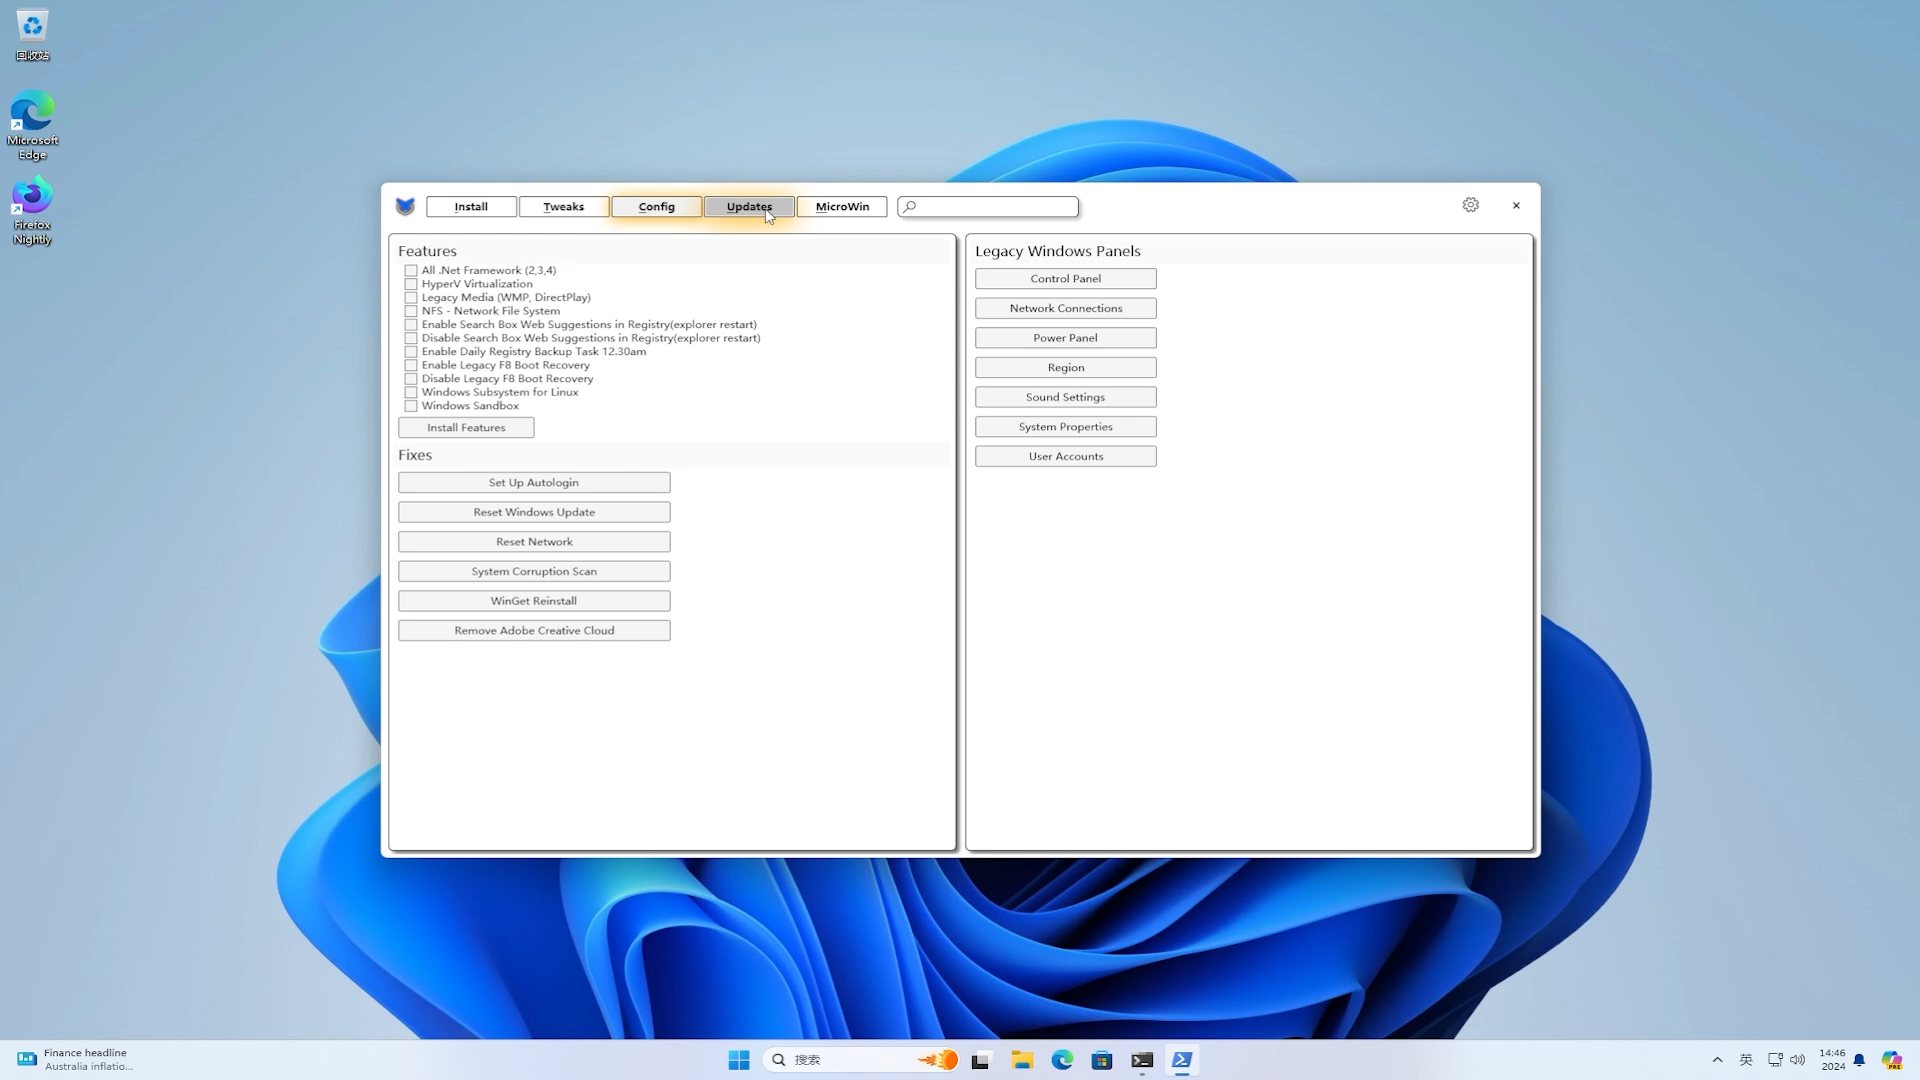 回收站
Microsoft
Edge
Firefox
Nightly
Install
Tweaks
Config
Updates
MicroWin
Features
All .Net Framework (2,3,4)
HyperV Virtualization
Legacy Media (WMP, DirectPlay)
NFS - Network File System
Enable Search Box Web Suggestions in Registry(explorer restart)
Disable Search Box Web Suggestions in Registry(explorer restart)
Enable Daily Registry Backup Task 12.30am
Enable Legacy F8 Boot Recovery
Disable Legacy F8 Boot Recovery
Windows Subsystem for Linux
Windows Sandbox
Install Features
Fixes
Set Up Autologin
Reset Windows Update
Reset Network
System Corruption Scan
WinGet Reinstall
Remove Adobe Creative Cloud
Legacy Windows Panels
Control Panel
Network Connections
Power Panel
Region
Sound Settings
System Properties
User Accounts
Finance headline
Australia inflatio...
搜索
英
14:46
2024
PRE